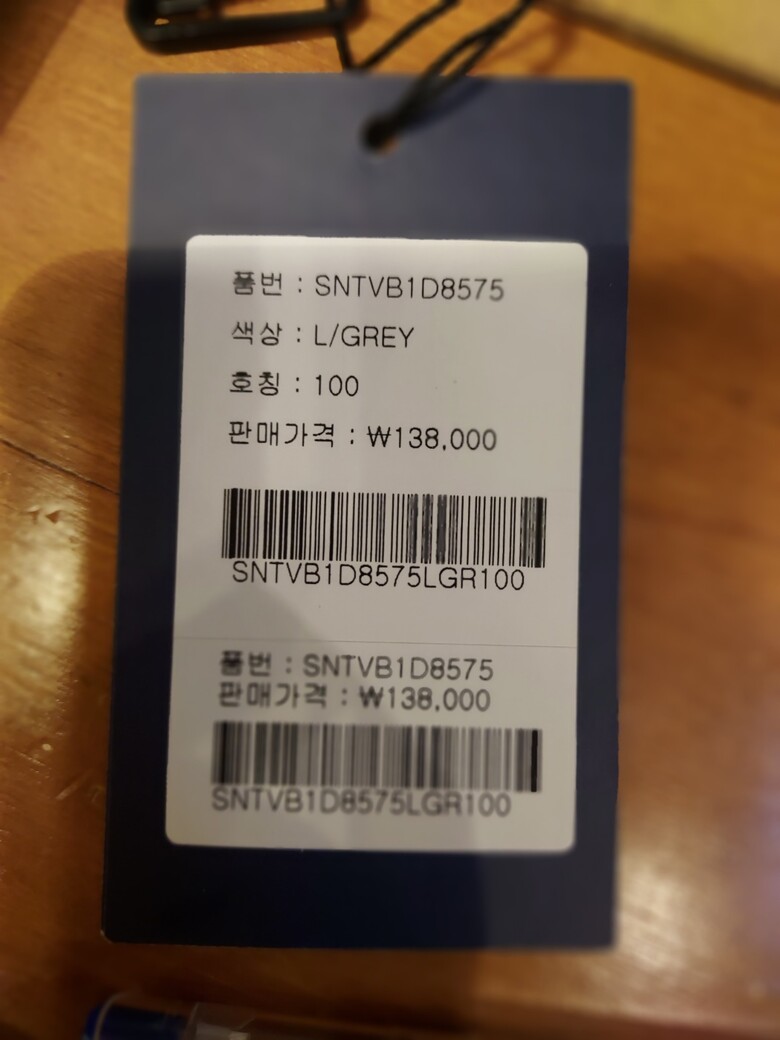 품번 : SNTVB1D8575
색상 : L/GREY
호칭 : 100
판매가격 : ₩138,000
SNTVB1D8575LGR100
품번 : SNTVB1D8575
판매가격 : ₩138,000
SNTVB1D8575LGR100